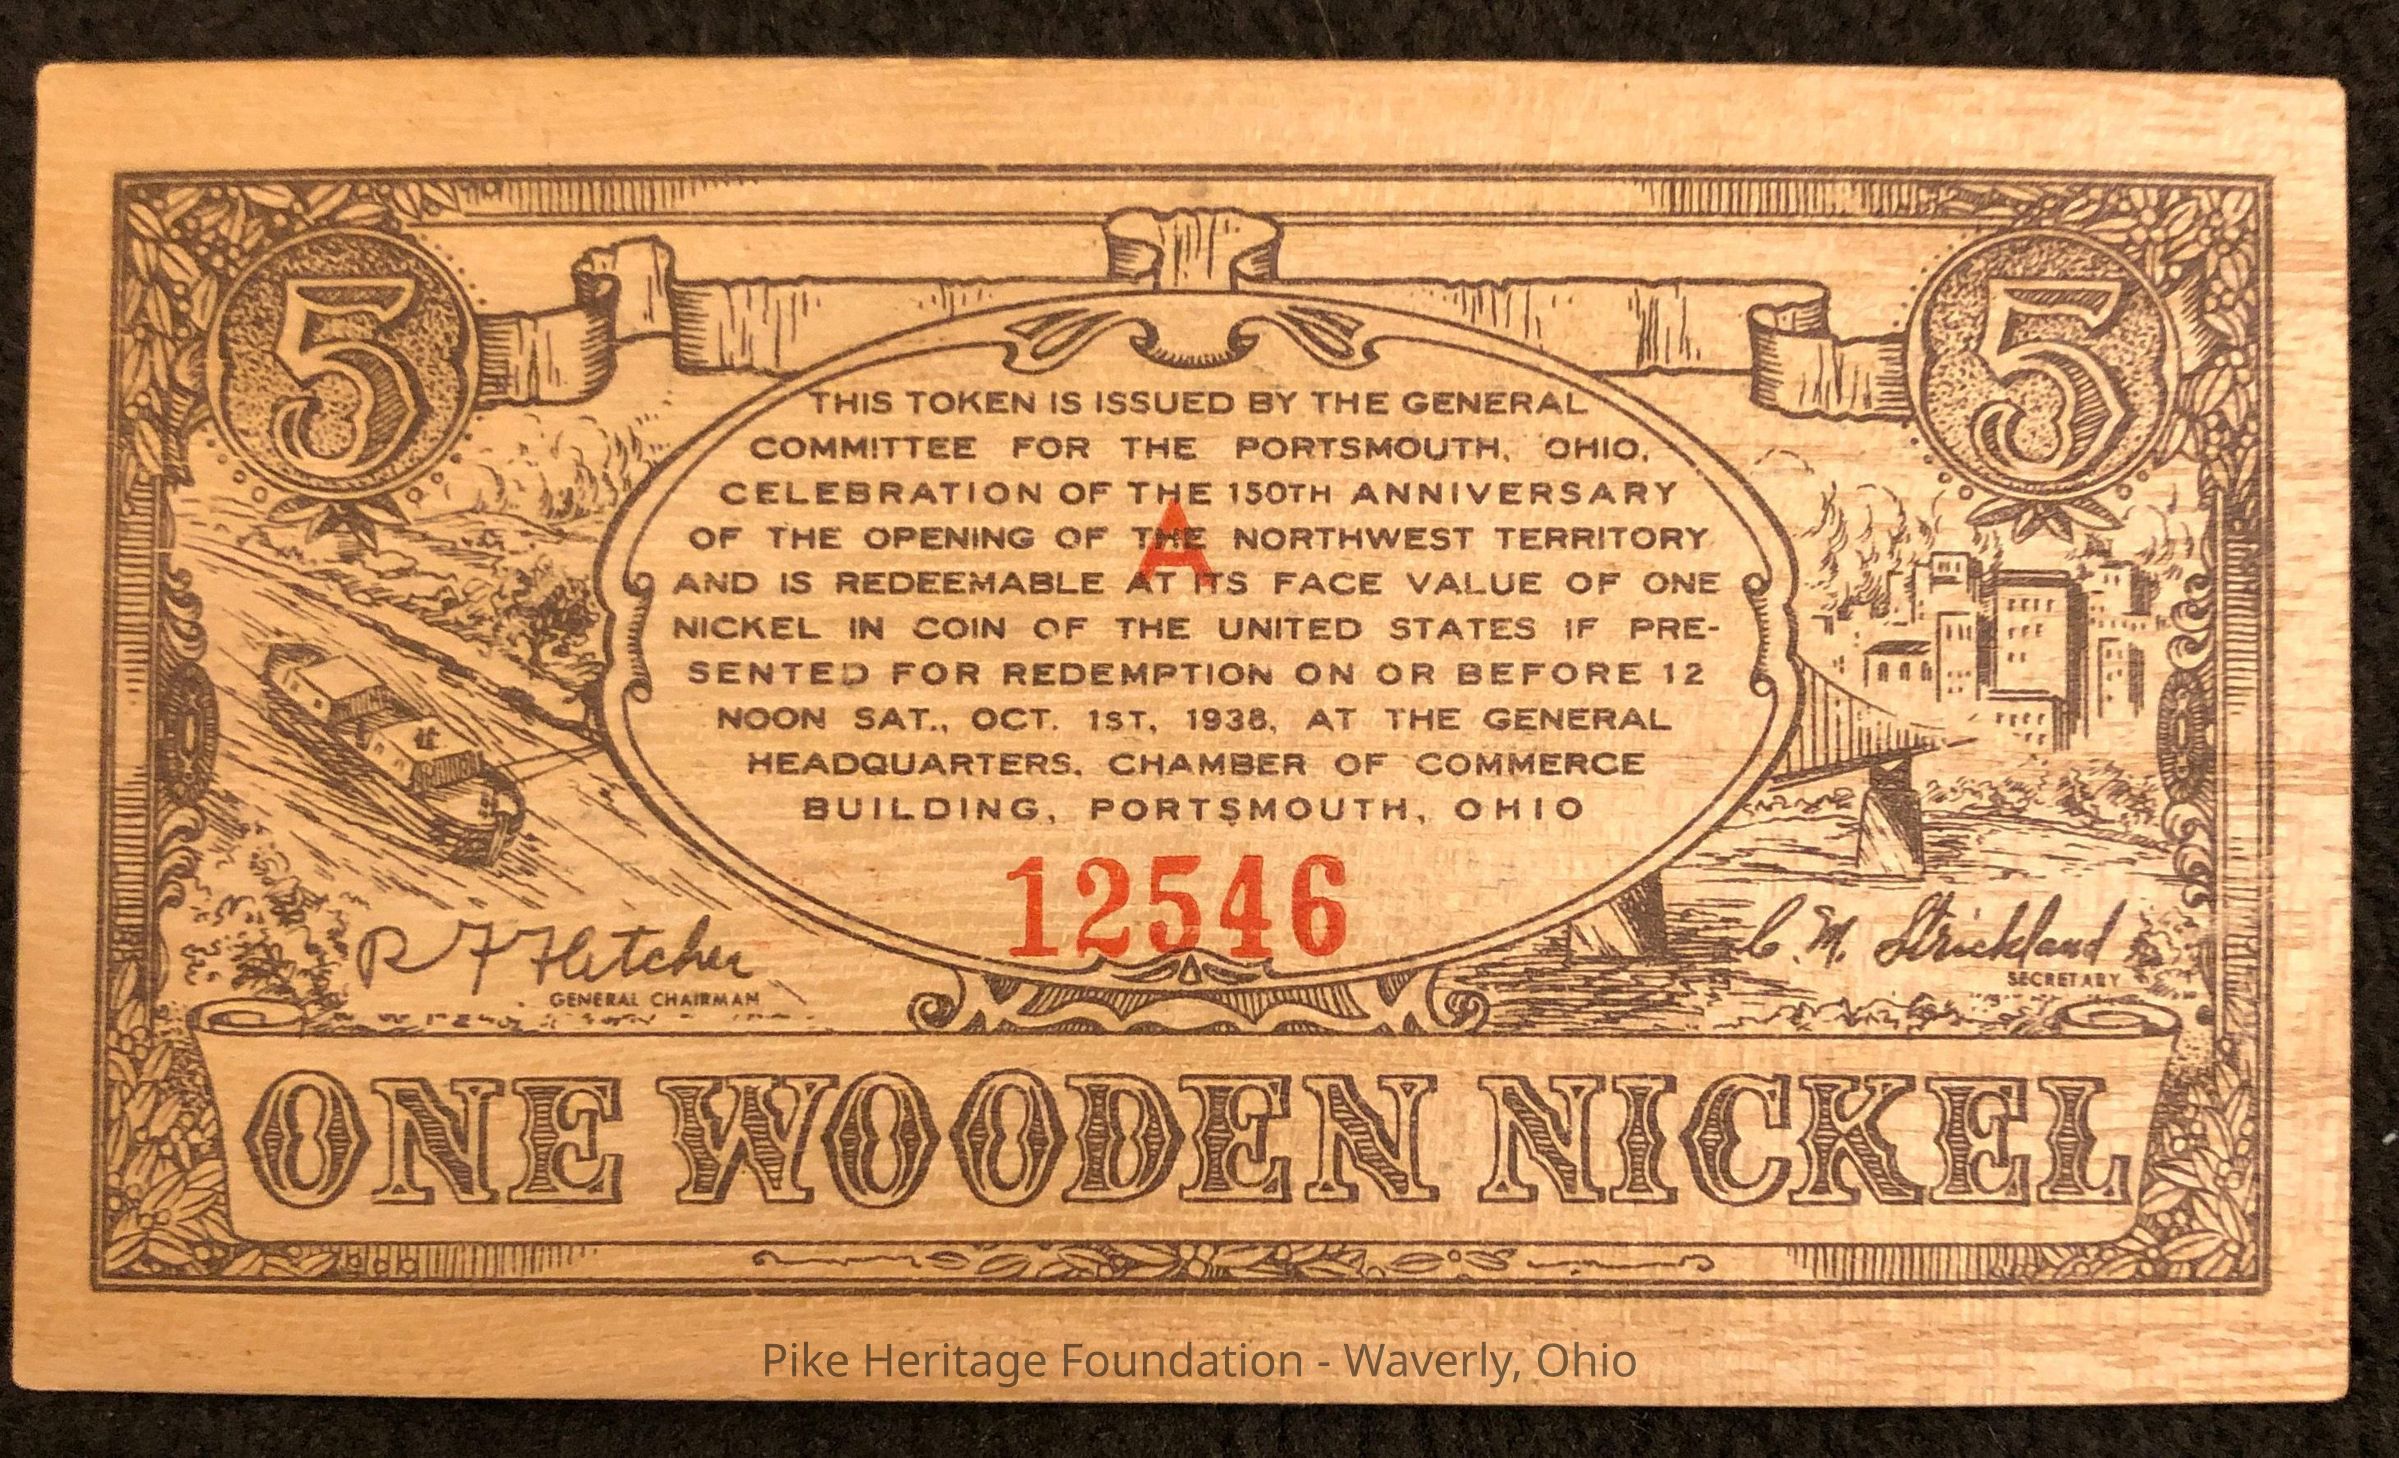 5
5
THIS TOKEN IS ISSUED BY THE GENERAL
COMMITTEE FOR THE PORTSMOUTH, OHIO,
CELEBRATION OF THE 150TH ANNIVERSARY
OF THE OPENING OF THE NORTHWEST TERRITORY
A
AND IS REDEEMABLE AT ITS FACE VALUE OF ONE
NICKEL IN COIN OF THE UNITED STATES IF PRE-
SENTED FOR REDEMPTION ON OR BEFORE 12
NOON SAT., OCT. 1ST, 1938, AT THE GENERAL
HEADQUARTERS, CHAMBER OF COMMERCE
BUILDING, PORTSMOUTH, OHIO
12546
R F Fletcher
GENERAL CHAIRMAN
C. M. Strickland
SECRETARY
ONE WOODEN NICKEL
Pike Heritage Foundation - Waverly, Ohio